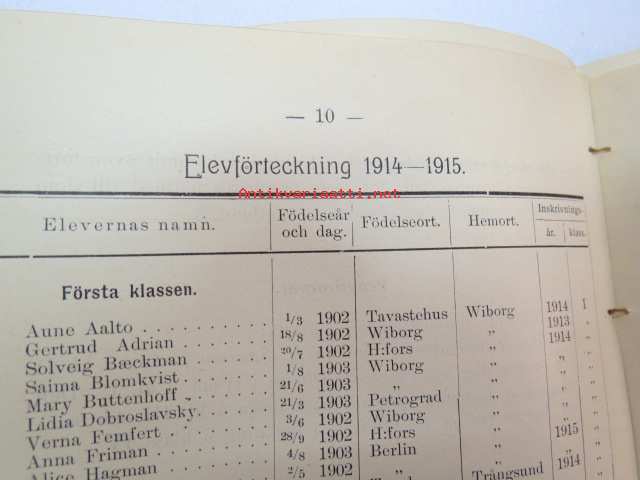 — 10 —
Elevförteckning 1914—1915.
Antikvariaatti.net
Elevernas namn. Födelseår och dag. Födelseort. Hemort. Inskrivnings- år. klass.
Första klassen.
Aune Aalto . . . . . . . . . 1/3 1902 Tavastehus Wiborg 1914 I
Gertrud Adrian . . . . . . . 18/8 1902 Wiborg „ 1913 „
Solveig Bæckman . . . . . . 20/7 1902 H:fors „ 1914 „
Saima Blomkvist . . . . . . 1/8 1903 Wiborg „ „ „
Mary Buttenhoff . . . . . . 21/6 1903 „ „ „ „
Lidia Dobroslavsky. . . . . 21/3 1903 Petrograd „ „ „
Verna Femfert . . . . . . . 3/6 1902 Wiborg „ „ „
Anna Friman . . . . . . . . 28/9 1902 H:fors „ 1915 „
Alice Hagman . . . . . . . 4/8 1903 Berlin „ „ „
2/5 1902 „ Trångsund 1914 „